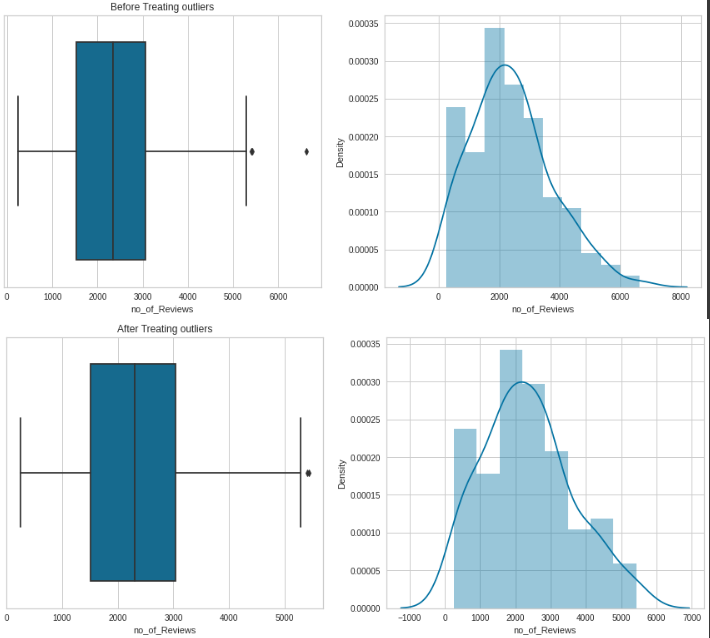 Before Treating outliers
0 1000 2000 3000 4000 5000 6000
no_of_Reviews
0.00035
0.00030
0.00025
0.00020
0.00015
0.00010
0.00005
0.00000
Density
0 2000 4000 6000 8000
no_of_Reviews
After Treating outliers
0 1000 2000 3000 4000 5000
no_of_Reviews
0.00035
0.00030
0.00025
0.00020
0.00015
0.00010
0.00005
0.00000
Density
−1000 0 1000 2000 3000 4000 5000 6000 7000
no_of_Reviews